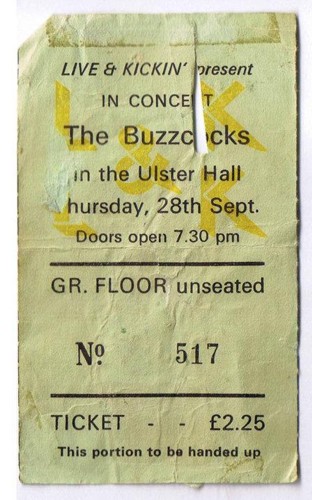 LIVE & KICKIN' present
L & K
IN CONCERT
The Buzzcocks
in the Ulster Hall
Thursday, 28th Sept.
Doors open 7.30 pm
GR. FLOOR unseated
No. 517
TICKET - - £2.25
This portion to be handed up